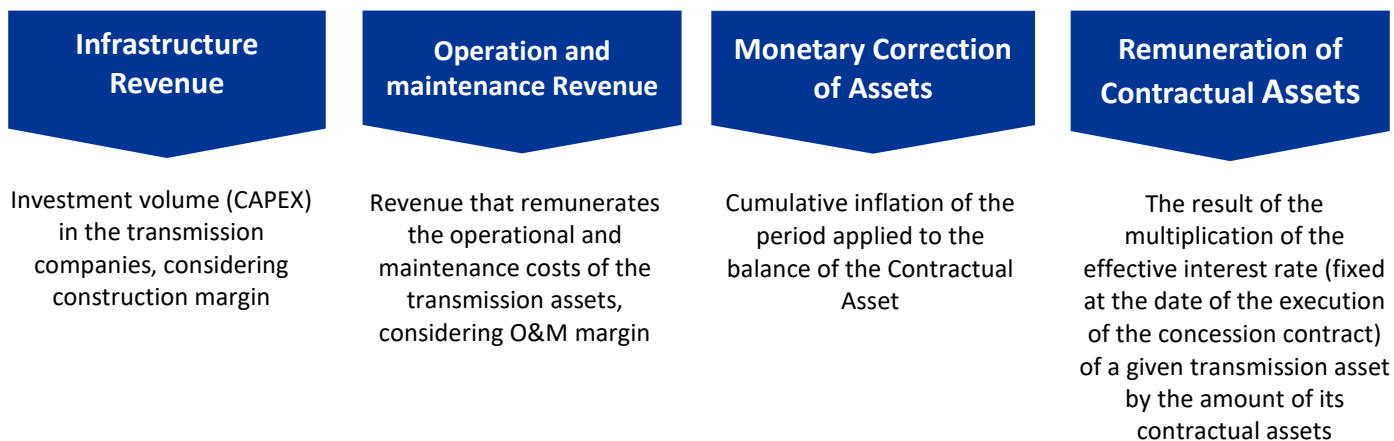 Infrastructure
Revenue
Investment volume (CAPEX)
in the transmission
companies, considering
construction margin
Operation and
maintenance Revenue
Revenue that remunerates
the operational and
maintenance costs of the
transmission assets,
considering O&M margin
Monetary Correction
of Assets
Cumulative inflation of the
period applied to the
balance of the Contractual
Asset
Remuneration of
Contractual Assets
The result of the
multiplication of the
effective interest rate (fixed
at the date of the execution
of the concession contract)
of a given transmission asset
by the amount of its
contractual assets